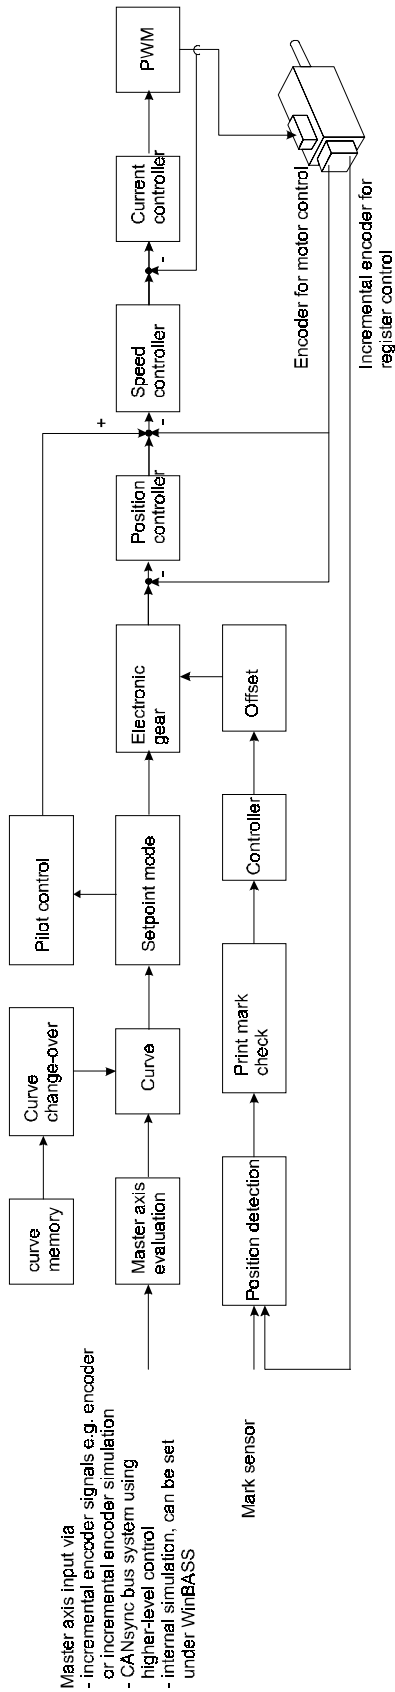 Master axis input via
- incremental encoder signals e.g. encoder
or incremental encoder simulation
- CANsync bus system using
higher-level control
- internal simulation, can be set
under WinBASS
curve
memory
Curve
change-over
Pilot control
Master axis
evaluation
Curve
Setpoint mode
Electronic
gear
-
Position
controller
+
-
Speed
controller
-
Current
controller
PWM
Mark sensor
Position detection
Print mark
check
Controller
Offset
Encoder for motor control
Incremental encoder for
register control